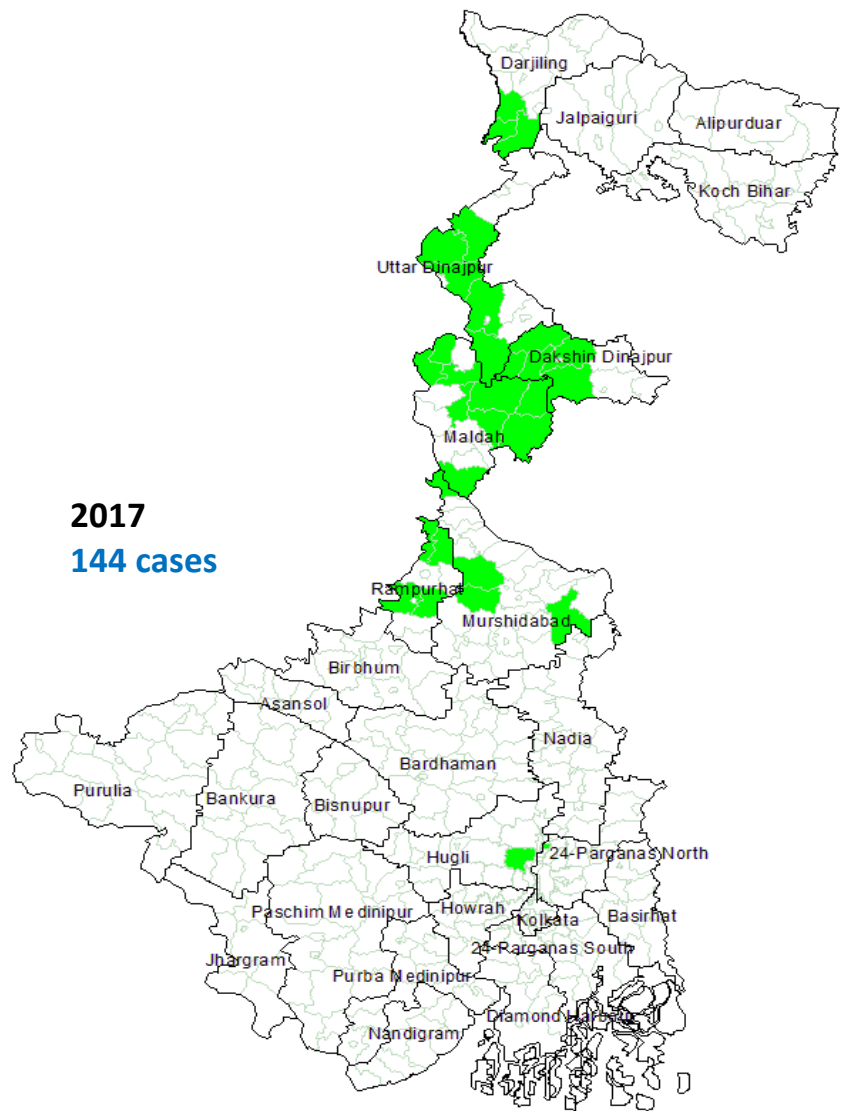 Darjiling
Jalpaiguri
Alipurduar
Koch Bihar
Uttar Dinajpur
Dakshin Dinajpur
Maldah
2017
144 cases
Rampurhat
Murshidabad
Birbhum
Asansol
Nadia
Bardhaman
Purulia
Bankura
Bisnupur
Hugli
24-Parganas North
Paschim Medinipur
Howrah
Kolkata
Basirhat
24-Parganas South
Jhargram
Purba Medinipur
Diamond Harbour
Nandigram